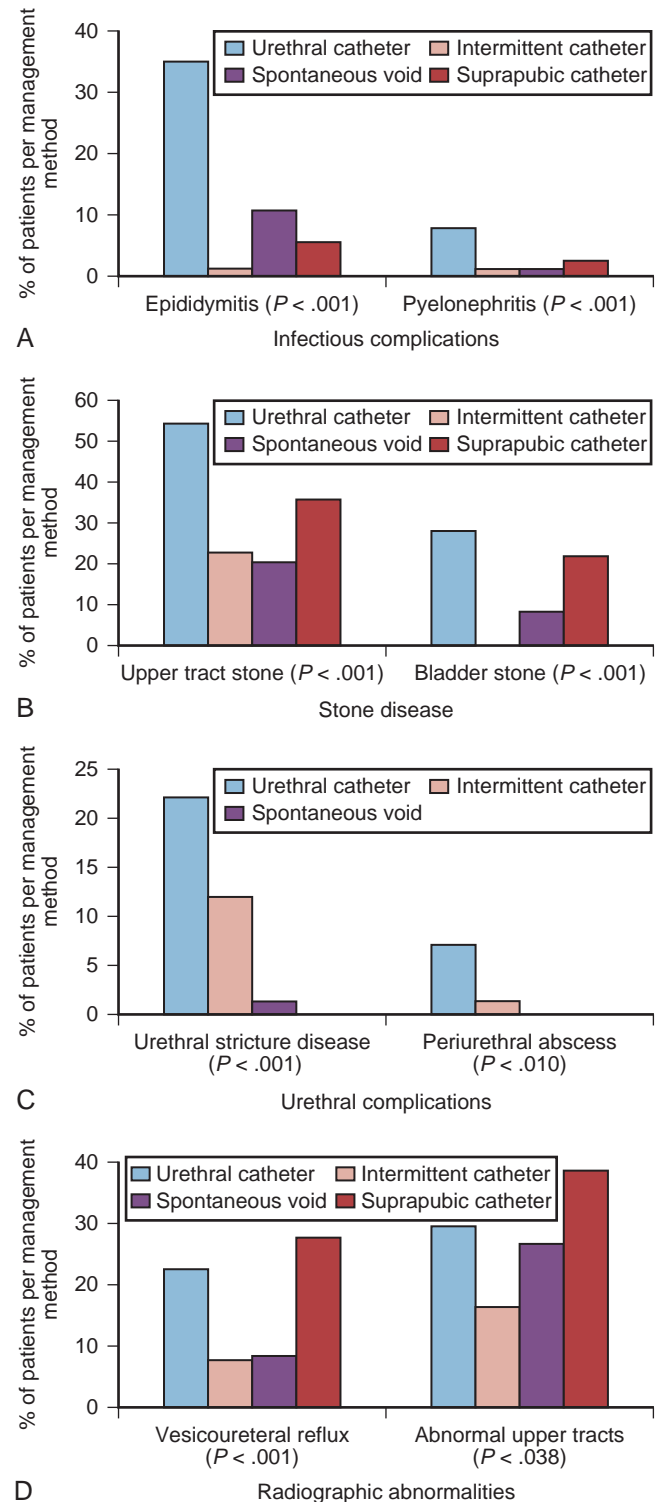 % of patients per management
method
40
30
20
10
0
Urethral catheter
Intermittent catheter
Spontaneous void
Suprapubic catheter
Epididymitis (P < .001)
Pyelonephritis (P < .001)
A
Infectious complications
% of patients per management
method
60
50
40
30
20
10
0
Urethral catheter
Intermittent catheter
Spontaneous void
Suprapubic catheter
Upper tract stone (P < .001)
Bladder stone (P < .001)
B
Stone disease
% of patients per management
method
25
20
15
10
5
0
Urethral catheter
Intermittent catheter
Spontaneous void
Urethral stricture disease
(P < .001)
Periurethral abscess
(P < .010)
C
Urethral complications
% of patients per management
method
40
30
20
10
0
Urethral catheter
Intermittent catheter
Spontaneous void
Suprapubic catheter
Vesicoureteral reflux
(P < .001)
Abnormal upper tracts
(P < .038)
D
Radiographic abnormalities